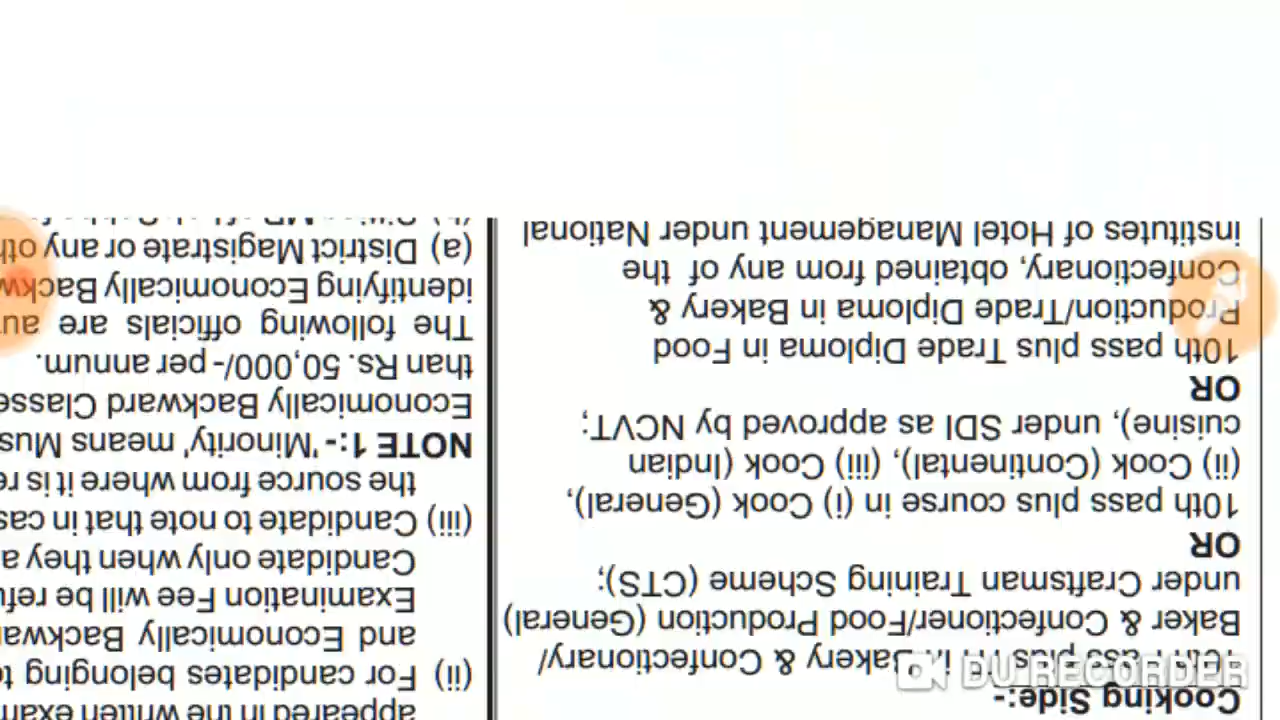 Cooking Side:-
10th Pass plus ITI in Bakery & Confectionary/
Baker & Confectioner/Food Production (General)
under Craftsman Training Scheme (CTS);
OR
10th pass plus course in (i) Cook (General),
(ii) Cook (Continental), (iii) Cook (Indian
cuisine), under SDI as approved by NCVT;
OR
10th pass plus Trade Diploma in Food
Production/Trade Diploma in Bakery &
Confectionary, obtained from any of the
institutes of Hotel Management under National
appeared in the written exam
(ii) For candidates belonging
and Economically
Examination Fee will be
Candidate only when they
(iii) Candidate to note that in
the source from where it is
NOTE 1:- 'Minority', means
Economically Backward
than Rs. 50,000/- per annum.
The following officials are
identifying Economically
(a) District Magistrate or any
DU RECORDER